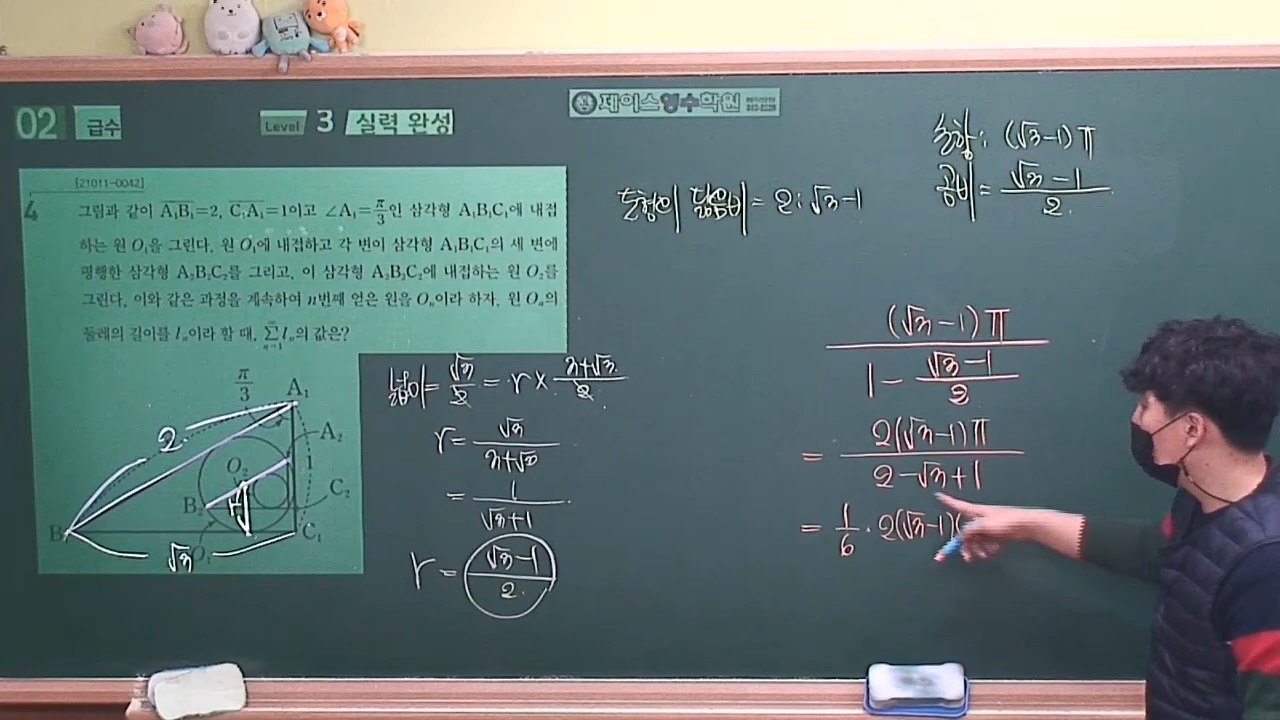 02 급수
Level 3 실력 완성
제이스영수학원
[21011-0042]
4 그림과 같이 A₁B₁=2, C₁A₁=1이고 ∠A₁=π/3인 삼각형 A₁B₁C₁에 내접
하는 원 O₁을 그린다. 원 O₁에 내접하고 각 변이 삼각형 A₁B₁C₁의 세 변에
평행한 삼각형 A₂B₂C₂를 그리고, 이 삼각형 A₂B₂C₂에 내접하는 원 O₂를
그린다. 이와 같은 과정을 계속하여 n번째 얻은 원을 Oₙ이라 하자. 원 Oₙ의
둘레의 길이를 lₙ이라 할 때, ∑ₙ₌₁^∞ lₙ의 값은?
π/3
A₁
2
A₂
O₂
1
B₂
C₂
B
C₁
√3
O₁
넓이 = √3/2 = r × (3+√3)/2
r = √3/(3+√3)
= 1/(√3+1)
r = (√3-1)/2
도형의 닮음비 = 2 : √3-1
초항 : (√3-1)π
공비 = (√3-1)/2
(√3-1)π / (1 - (√3-1)/2)
= 2(√3-1)π / (2-√3+1)
= 1/6 · 2(√3-1)(